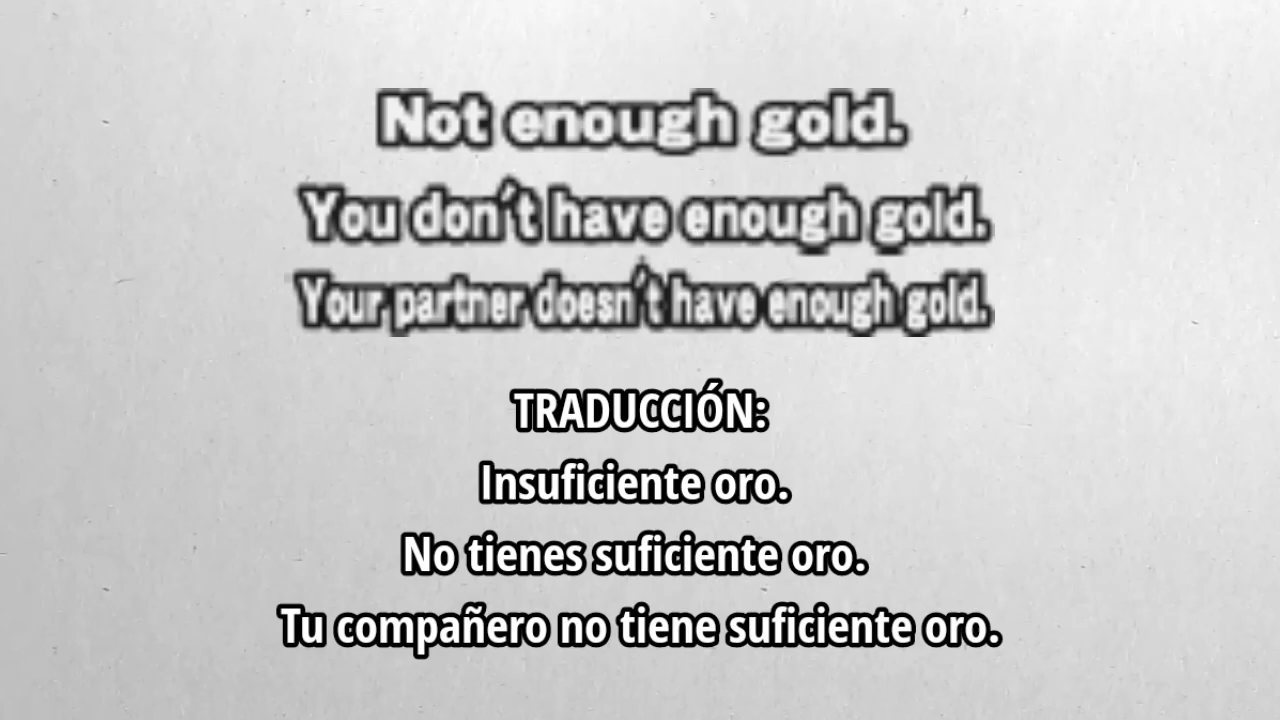 Not enough gold.
You don't have enough gold.
Your partner doesn't have enough gold.
TRADUCCIÓN:
Insuficiente oro.
No tienes suficiente oro.
Tu compañero no tiene suficiente oro.